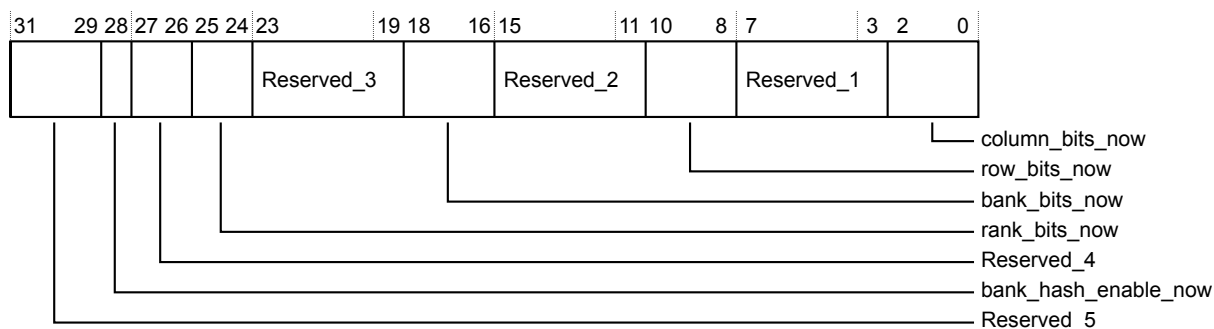 31 29 28 27 26 25 24 23 19 18 16 15 11 10 8 7 3 2 0
Reserved_3 Reserved_2 Reserved_1
column_bits_now
row_bits_now
bank_bits_now
rank_bits_now
Reserved_4
bank_hash_enable_now
Reserved_5